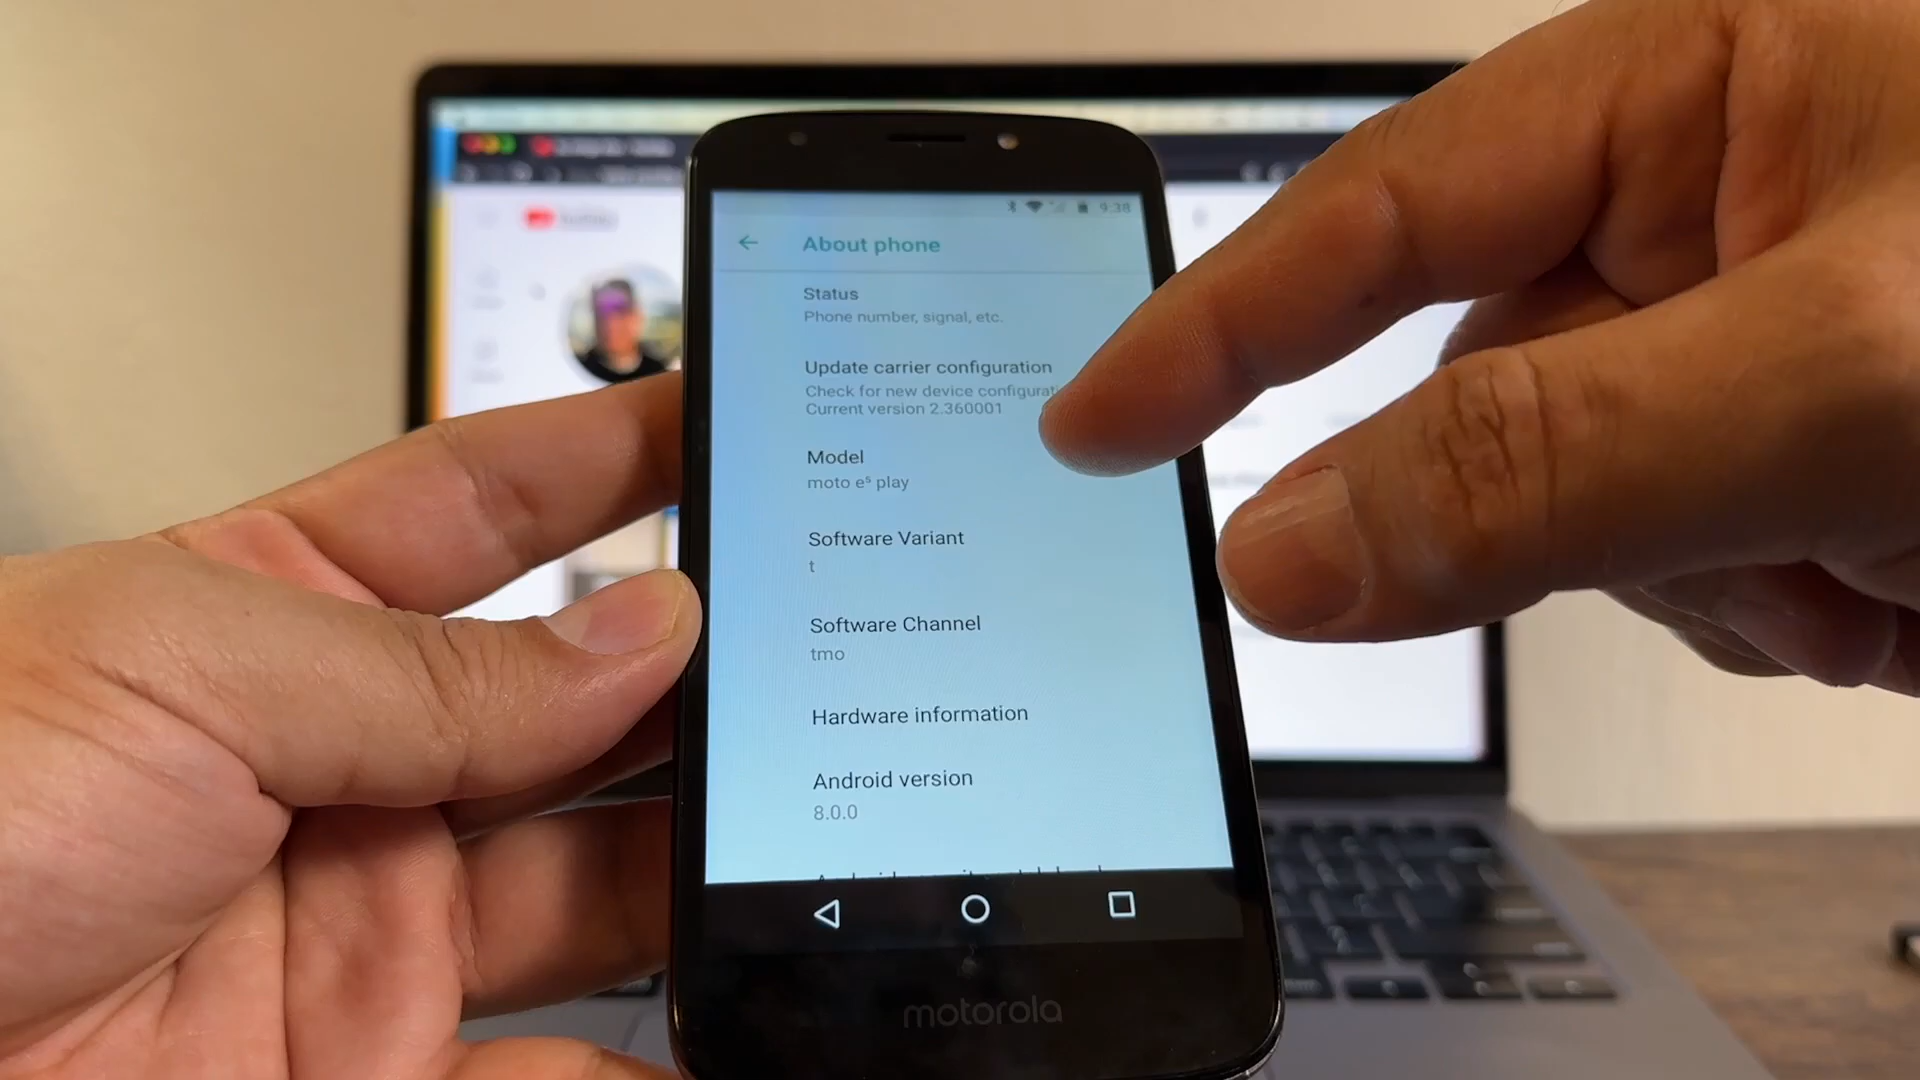 9:38
About phone
Status
Phone number, signal, etc.
Update carrier configuration
Check for new device
Current version 2.360001
Model
moto e⁵ play
Software Variant
t
Software Channel
tmo
Hardware information
Android version
8.0.0
motorola